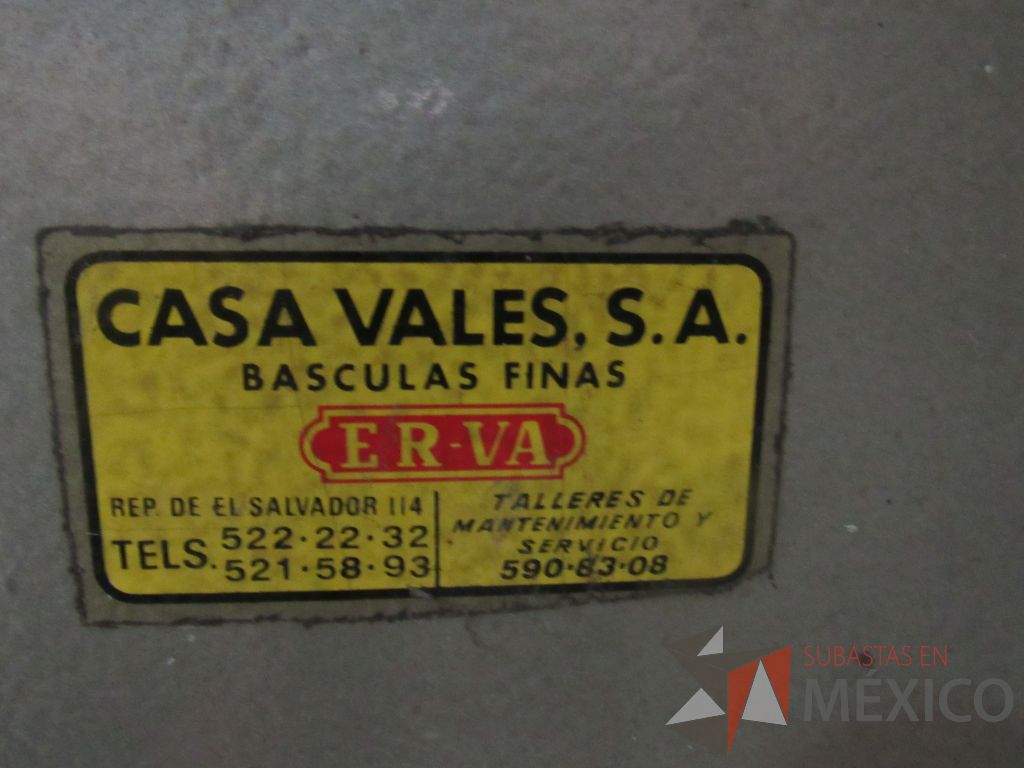 CASA VALES, S.A.
BASCULAS FINAS
ER-VA
REP. DE EL SALVADOR 114
TELS. 522·22·32
521·58·93
TALLERES DE
MANTENIMIENTO Y
SERVICIO
590·83·08
SUBASTAS EN
MÉXICO